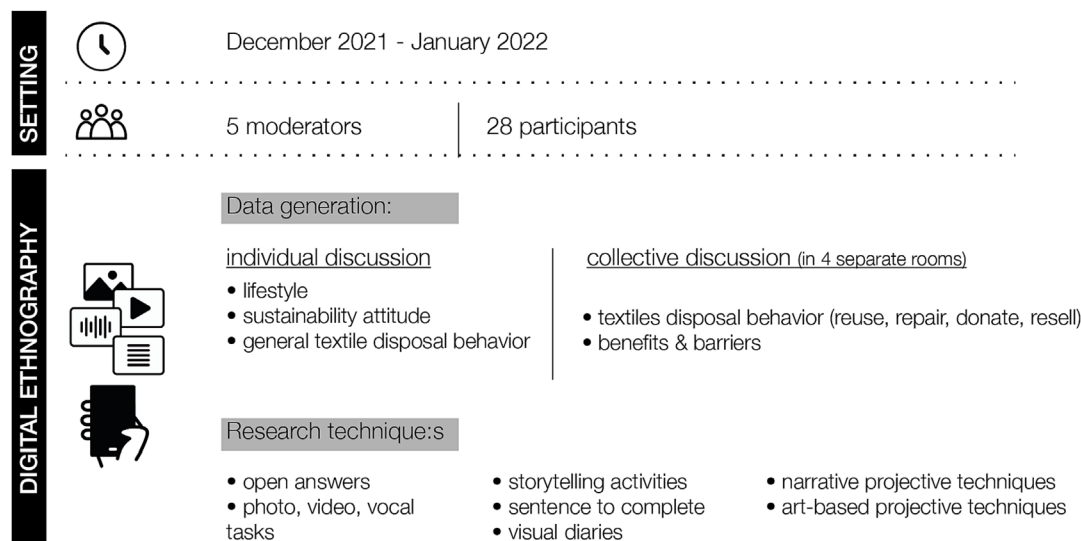 SETTING
December 2021 - January 2022
5 moderators
28 participants
DIGITAL ETHNOGRAPHY
Data generation:
individual discussion
• lifestyle
• sustainability attitude
• general textile disposal behavior
collective discussion (in 4 separate rooms)
• textiles disposal behavior (reuse, repair, donate, resell)
• benefits & barriers
Research technique:s
• open answers
• photo, video, vocal
tasks
• storytelling activities
• sentence to complete
• visual diaries
• narrative projective techniques
• art-based projective techniques